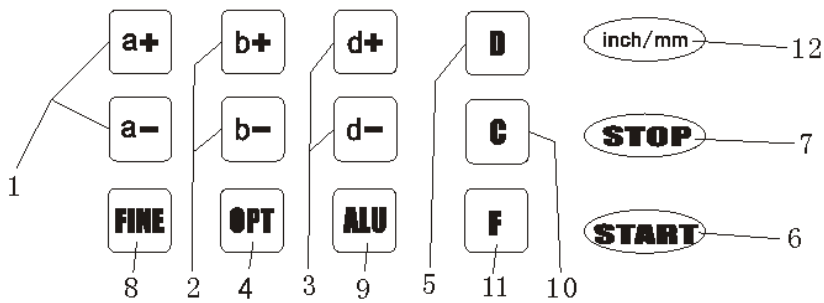 a+ b+ d+ D inch/mm 12
a- b- d- C STOP 7
1
FINE OPT ALU F START 6
8 2 4 3 9 5 11 10